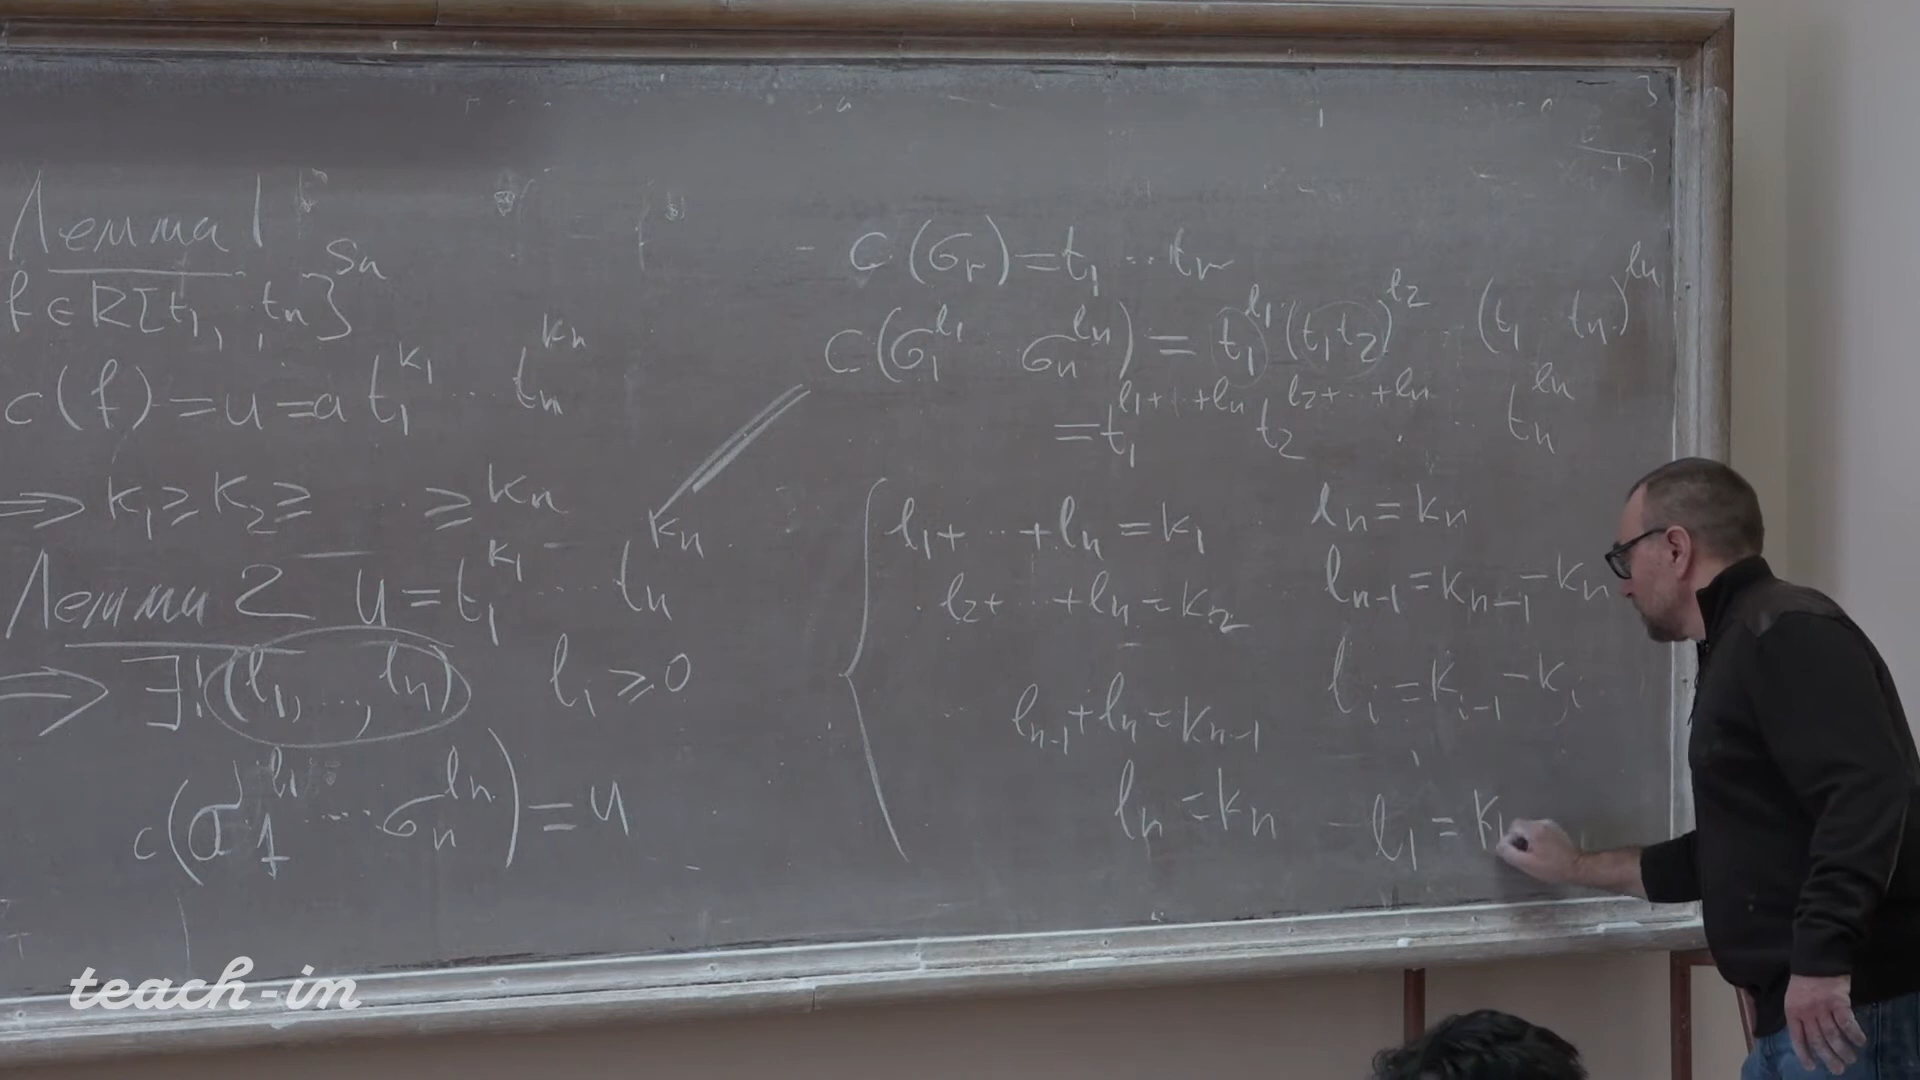 Лемма 1
f ∈ R[t₁, ..., tₙ]^{Sₙ}
c(f) = u = a t₁^{k₁} ... tₙ^{kₙ}
⇒ k₁ ≥ k₂ ≥ ... ≥ kₙ
Лемма 2 u = t₁^{k₁} ... tₙ^{kₙ}
⇒ ∃! (l₁, ..., lₙ) l₁ ≥ 0
c(σ₁^{l₁} ... σₙ^{lₙ}) = u
c(σᵣ) = t₁ ... tᵣ
c(σ₁^{l₁} σₙ^{lₙ}) = t₁^{l₁} (t₁t₂)^{l₂} ... (t₁ tₙ)^{lₙ}
= t₁^{l₁+...+lₙ} t₂^{l₂+...+lₙ} ... tₙ^{lₙ}
l₁ + ... + lₙ = k₁
l₂ + ... + lₙ = k₂
lₙ₋₁ + lₙ = kₙ₋₁
lₙ = kₙ
lₙ = kₙ
lₙ₋₁ = kₙ₋₁ − kₙ
lᵢ = kᵢ₋₁ − kᵢ
l₁ = k₁
teach-in